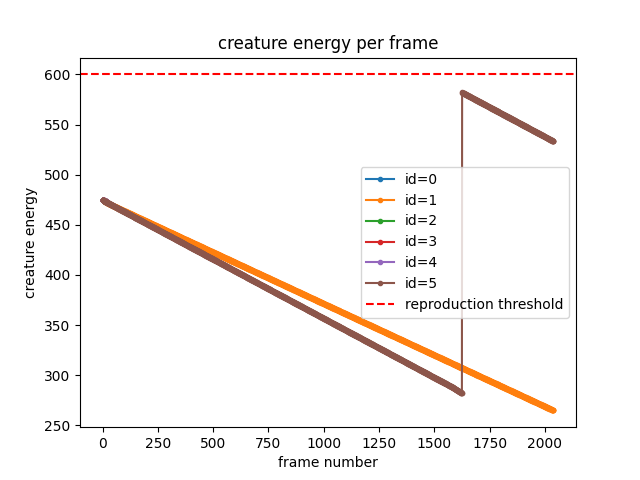 creature energy per frame
600
550
500
450
400
350
300
250
creature energy
id=0
id=1
id=2
id=3
id=4
id=5
reproduction threshold
0 250 500 750 1000 1250 1500 1750 2000
frame number